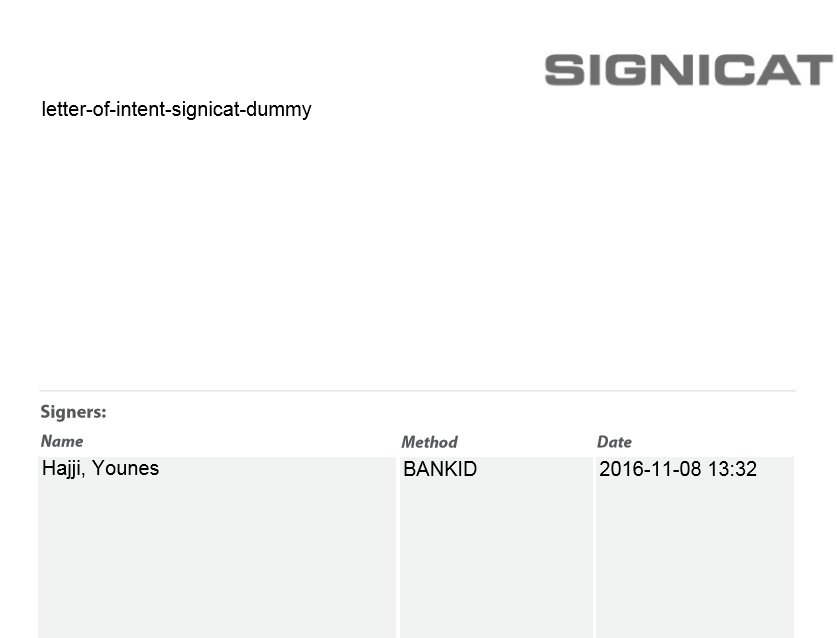 SIGNICAT
letter-of-intent-signicat-dummy
Signers:
Name Method Date
Hajji, Younes BANKID 2016-11-08 13:32